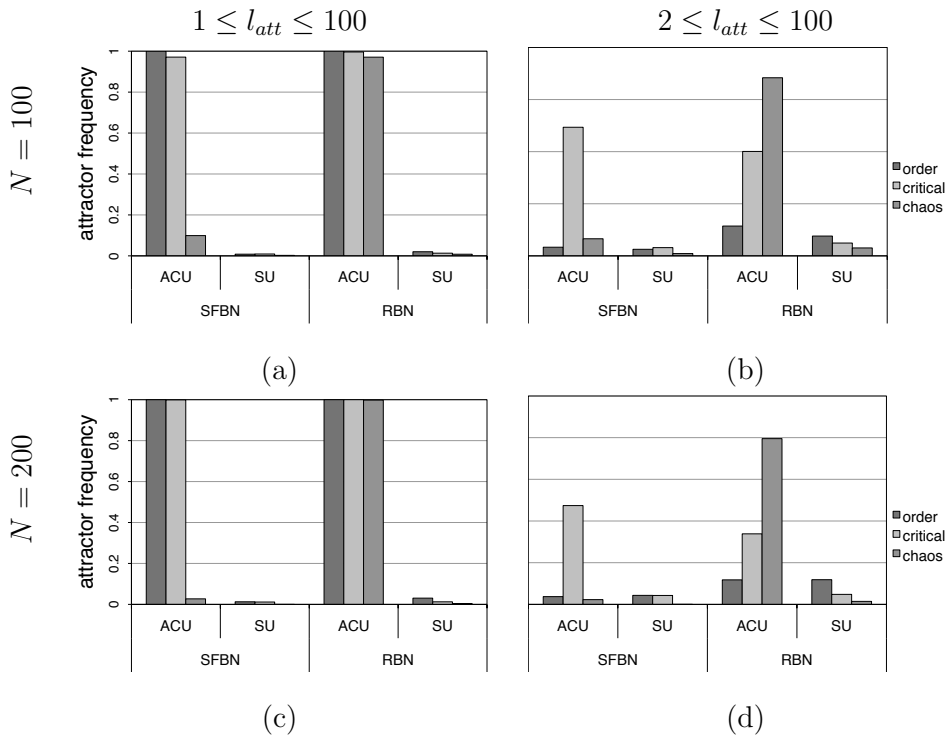 1 ≤ l_att ≤ 100
2 ≤ l_att ≤ 100
N = 100
attractor frequency
1
0.8
0.6
0.4
0.2
0
ACU SU ACU SU
SFBN RBN
(a)
ACU SU ACU SU
SFBN RBN
order
critical
chaos
(b)
N = 200
attractor frequency
1
0.8
0.6
0.4
0.2
0
ACU SU ACU SU
SFBN RBN
(c)
ACU SU ACU SU
SFBN RBN
order
critical
chaos
(d)